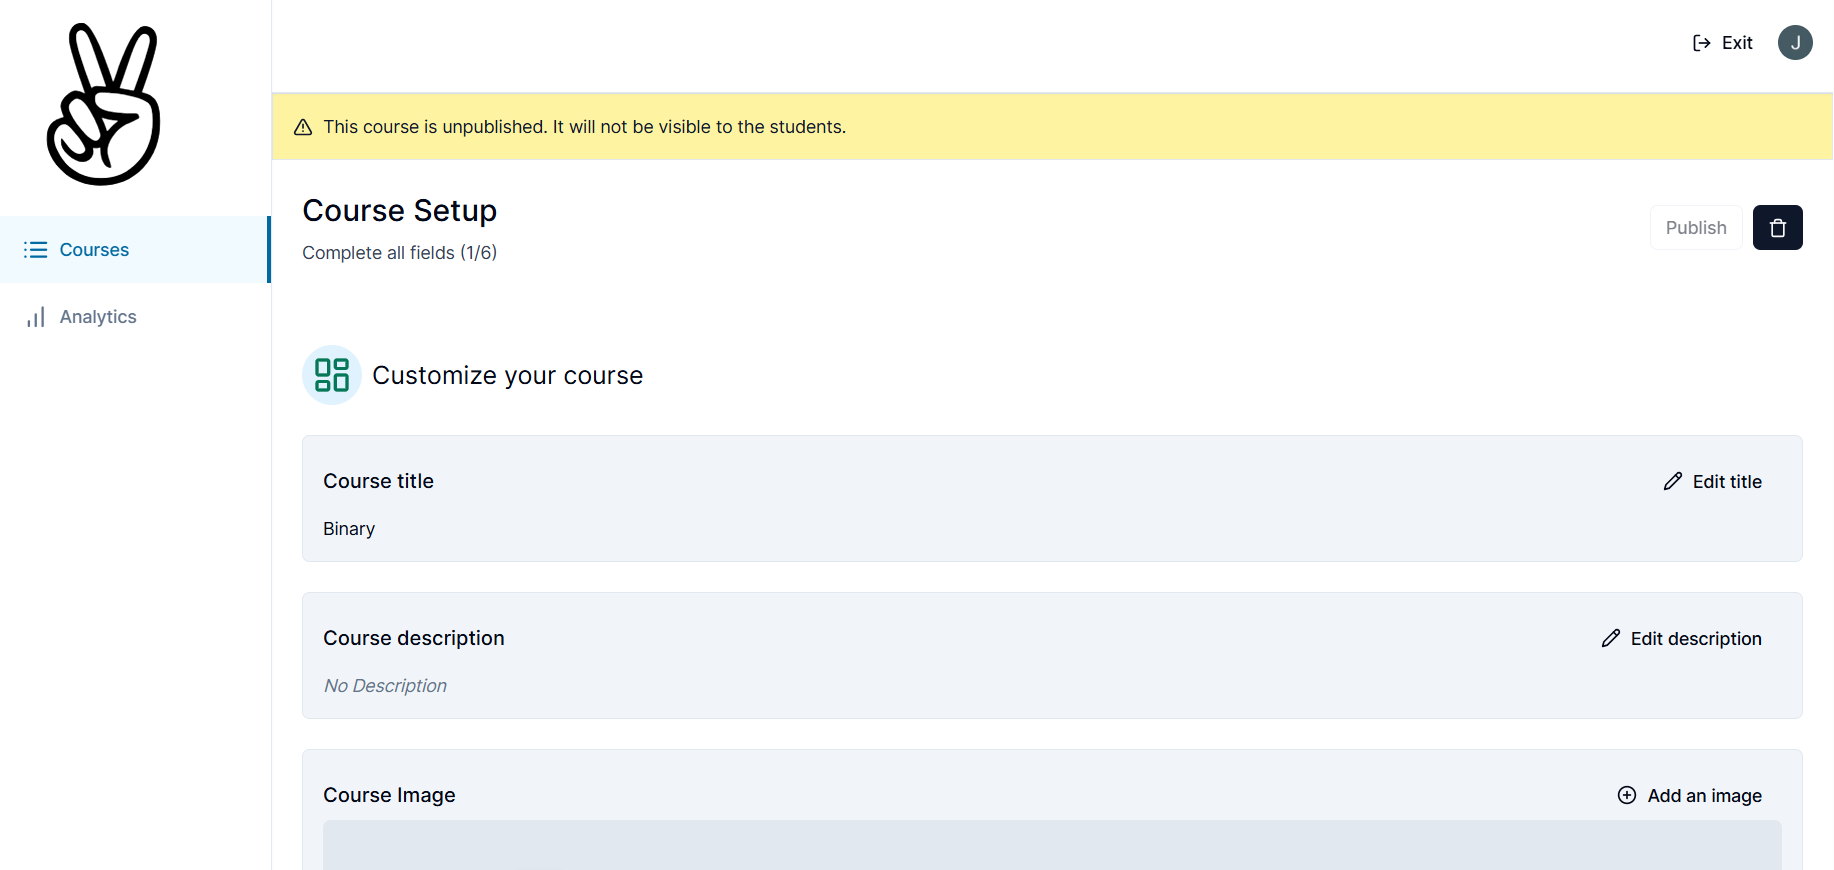 Exit
J
This course is unpublished. It will not be visible to the students.
Courses
Analytics
Course Setup
Complete all fields (1/6)
Publish
Customize your course
Course title
Edit title
Binary
Course description
Edit description
No Description
Course Image
Add an image